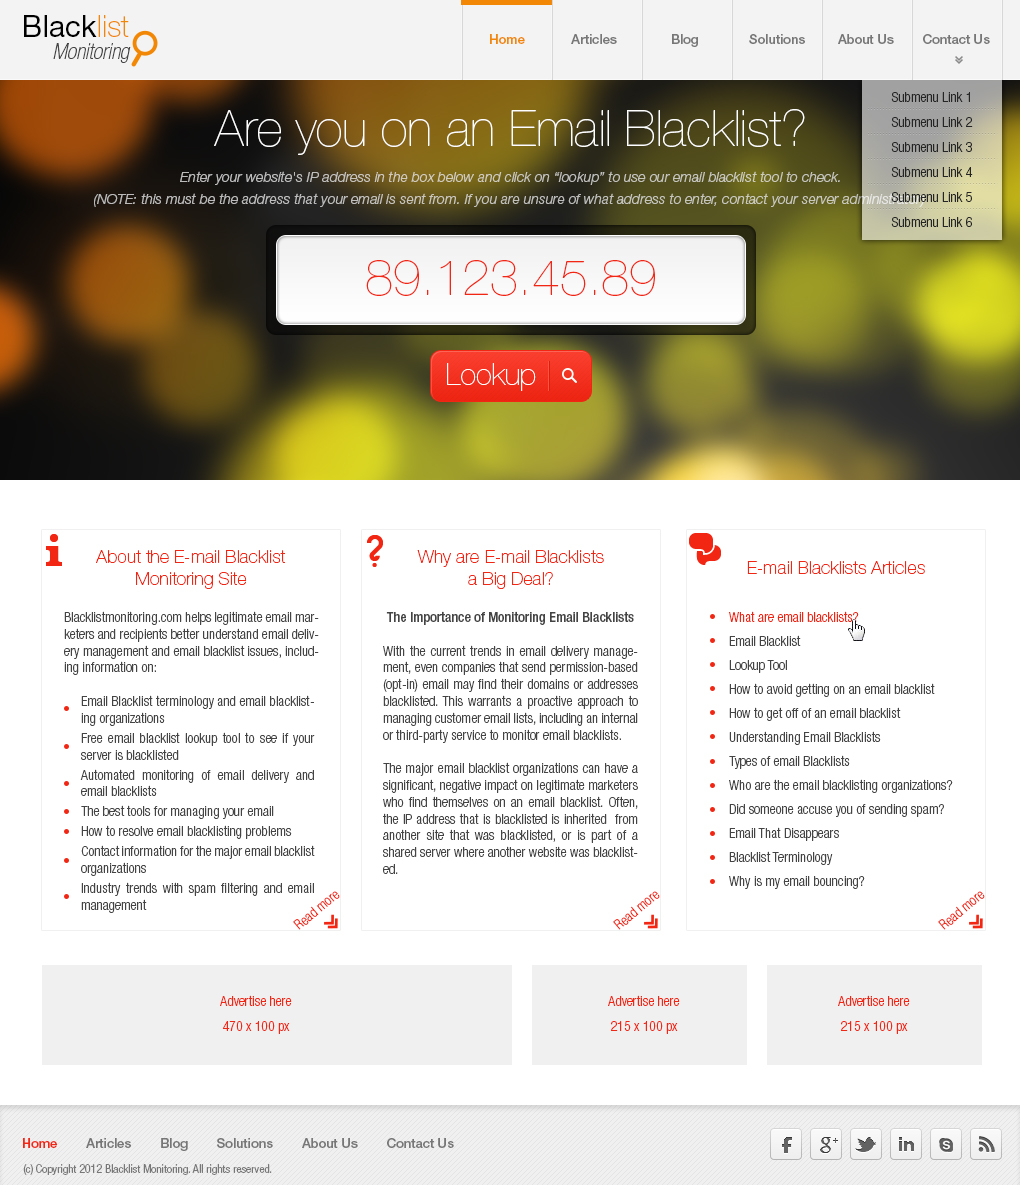 Blacklist
Monitoring
Home
Articles
Blog
Solutions
About Us
Contact Us
Submenu Link 1
Submenu Link 2
Submenu Link 3
Submenu Link 4
Submenu Link 5
Submenu Link 6
Are you on an Email Blacklist?
Enter your website's IP address in the box below and click on “lookup” to use our email blacklist tool to check.
(NOTE: this must be the address that your email is sent from. If you are unsure of what address to enter, contact your server
89.123.45.89
Lookup
About the E-mail Blacklist
Monitoring Site
Blacklistmonitoring.com helps legitimate email mar-
keters and recipients better understand email deliv-
ery management and email blacklist issues, includ-
ing information on:
Email Blacklist terminology and email blacklist-
ing organizations
Free email blacklist lookup tool to see if your
server is blacklisted
Automated monitoring of email delivery and
email blacklists
The best tools for managing your email
How to resolve email blacklisting problems
Contact information for the major email blacklist
organizations
Industry trends with spam filtering and email
management
Read more
Why are E-mail Blacklists
a Big Deal?
The Importance of Monitoring Email Blacklists
With the current trends in email delivery manage-
ment, even companies that send permission-based
(opt-in) email may find their domains or addresses
blacklisted. This warrants a proactive approach to
managing customer email lists, including an internal
or third-party service to monitor email blacklists.
The major email blacklist organizations can have a
significant, negative impact on legitimate marketers
who find themselves on an email blacklist. Often,
the IP address that is blacklisted is inherited from
another site that was blacklisted, or is part of a
shared server where another website was blacklist-
ed.
Read more
E-mail Blacklists Articles
What are email blacklists?
Email Blacklist
Lookup Tool
How to avoid getting on an email blacklist
How to get off of an email blacklist
Understanding Email Blacklists
Types of email Blacklists
Who are the email blacklisting organizations?
Did someone accuse you of sending spam?
Email That Disappears
Blacklist Terminology
Why is my email bouncing?
Read more
Advertise here
470 x 100 px
Advertise here
215 x 100 px
Advertise here
215 x 100 px
Home
Articles
Blog
Solutions
About Us
Contact Us
(c) Copyright 2012 Blacklist Monitoring. All rights reserved.